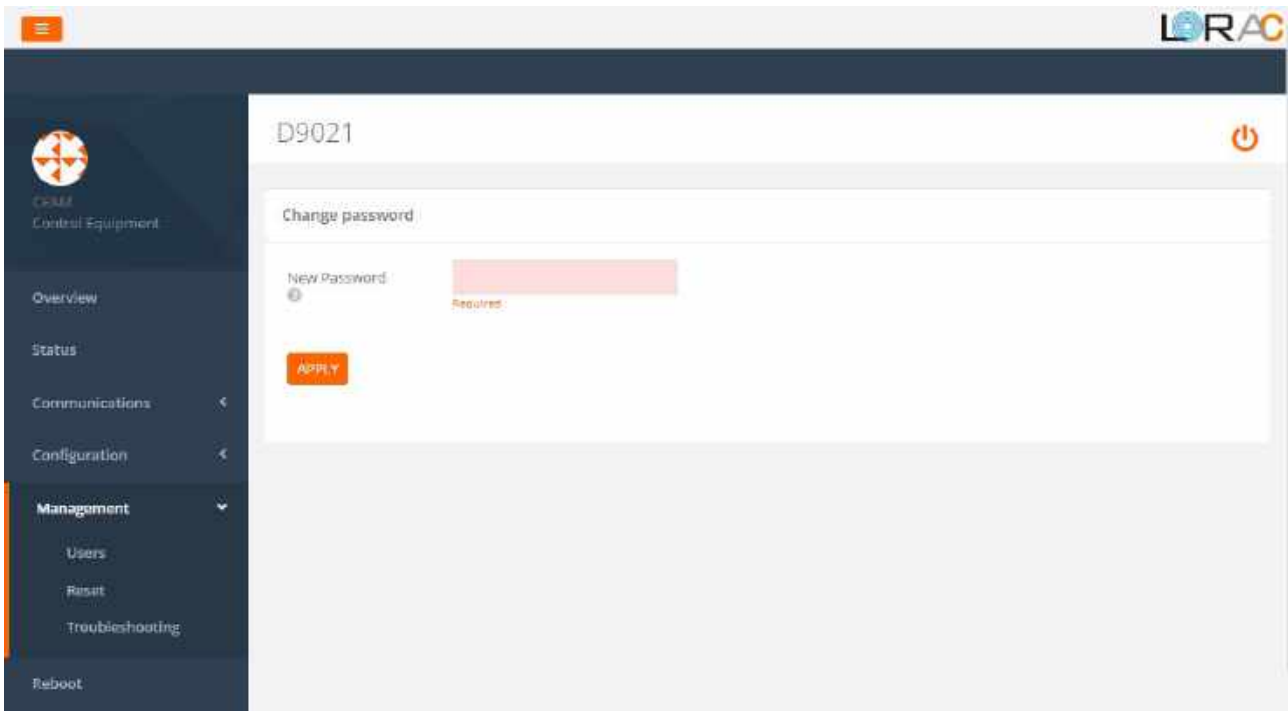 LORAC
D9021
Control Equipment
Change password
New Password
Required
APPLY
Overview
Status
Communications
Configuration
Management
Users
Reset
Troubleshooting
Reboot